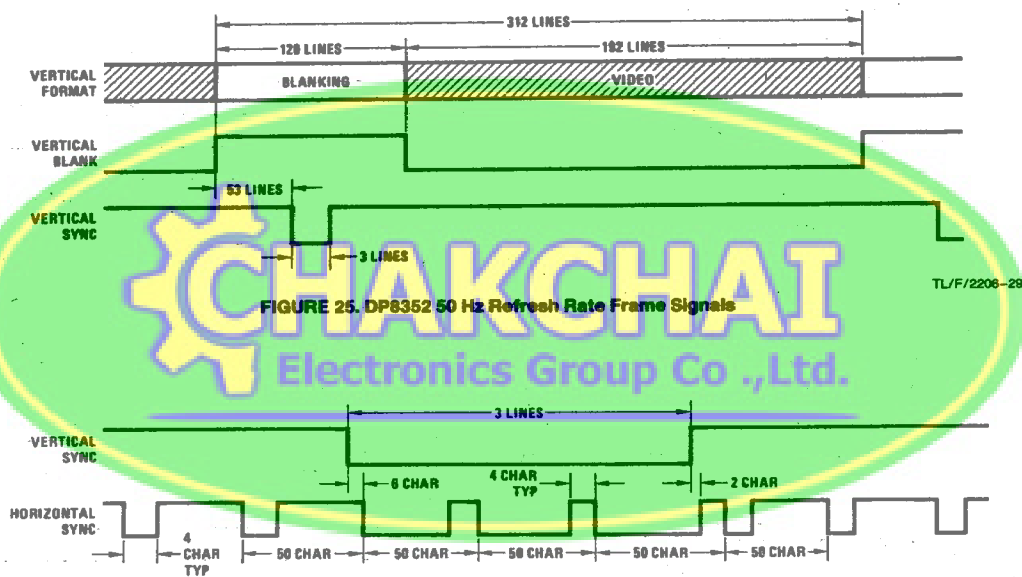 312 LINES
120 LINES
192 LINES
VERTICAL
FORMAT
BLANKING
VIDEO
VERTICAL
BLANK
53 LINES
VERTICAL
SYNC
3 LINES
TL/F/2206-29
CHAKCHAI
FIGURE 25. DP8352 50 Hz Refresh Rate Frame Signals
Electronics Group Co .,Ltd.
3 LINES
VERTICAL
SYNC
6 CHAR
4 CHAR
TYP
2 CHAR
HORIZONTAL
SYNC
4
CHAR
TYP
50 CHAR
50 CHAR
50 CHAR
50 CHAR
50 CHAR